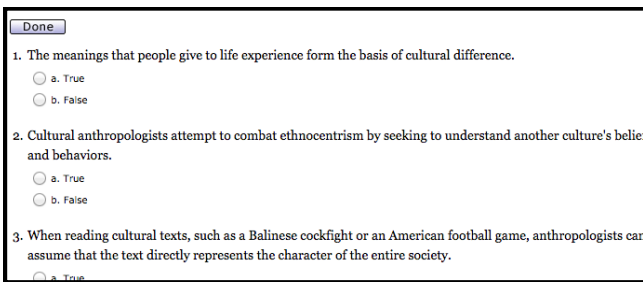 Done
1. The meanings that people give to life experience form the basis of cultural difference.
a. True
b. False
2. Cultural anthropologists attempt to combat ethnocentrism by seeking to understand another culture's
and behaviors.
a. True
b. False
3. When reading cultural texts, such as a Balinese cockfight or an American football game, anthropologists
assume that the text directly represents the character of the entire society.
a. True